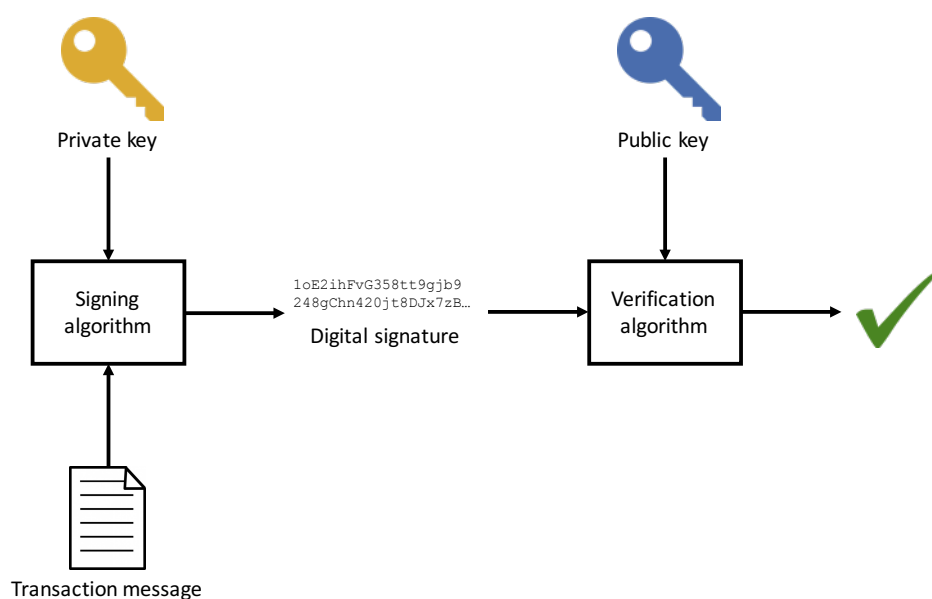 Private key
Public key
Signing
algorithm
1oE2ihFvG358tt9gjb9
248gChn420jt8DJx7zB…
Digital signature
Verification
algorithm
Transaction message